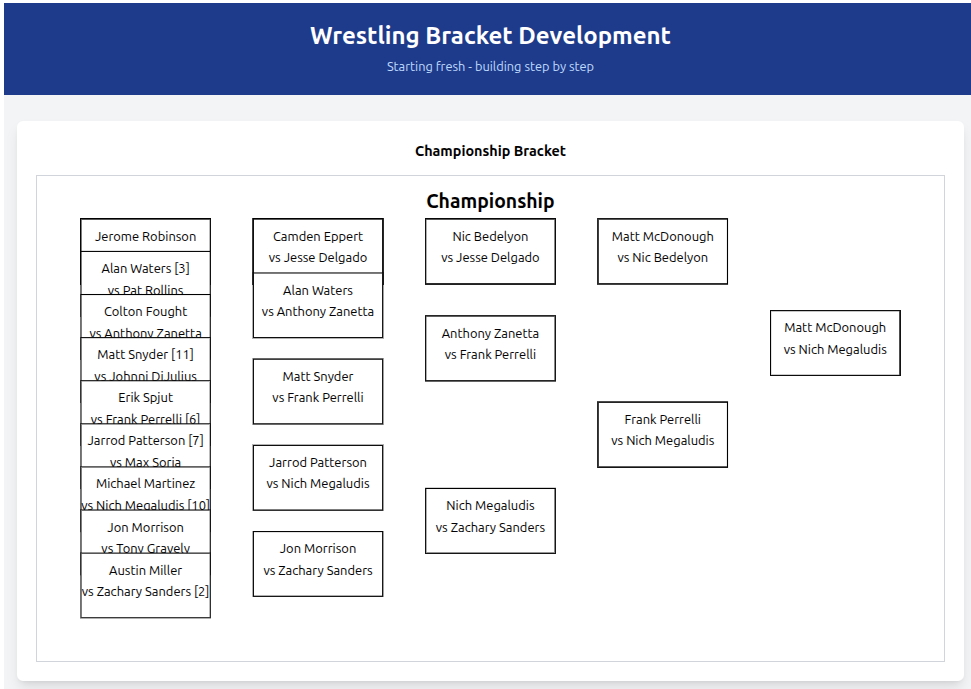 Wrestling Bracket Development
Starting fresh - building step by step
Championship Bracket
Championship
Jerome Robinson
Alan Waters [3]
vs Pat Rollins
Colton Fought
vs Anthony Zanetta
Matt Snyder [11]
vs Johnni DiJulius
Erik Spjut
vs Frank Perrelli [6]
Jarrod Patterson [7]
vs Max Soria
Michael Martinez
vs Nich Megaludis [10]
Jon Morrison
vs Tony Gravely
Austin Miller
vs Zachary Sanders [2]
Camden Eppert
vs Jesse Delgado
Alan Waters
vs Anthony Zanetta
Matt Snyder
vs Frank Perrelli
Jarrod Patterson
vs Nich Megaludis
Jon Morrison
vs Zachary Sanders
Nic Bedelyon
vs Jesse Delgado
Anthony Zanetta
vs Frank Perrelli
Nich Megaludis
vs Zachary Sanders
Matt McDonough
vs Nic Bedelyon
Frank Perrelli
vs Nich Megaludis
Matt McDonough
vs Nich Megaludis